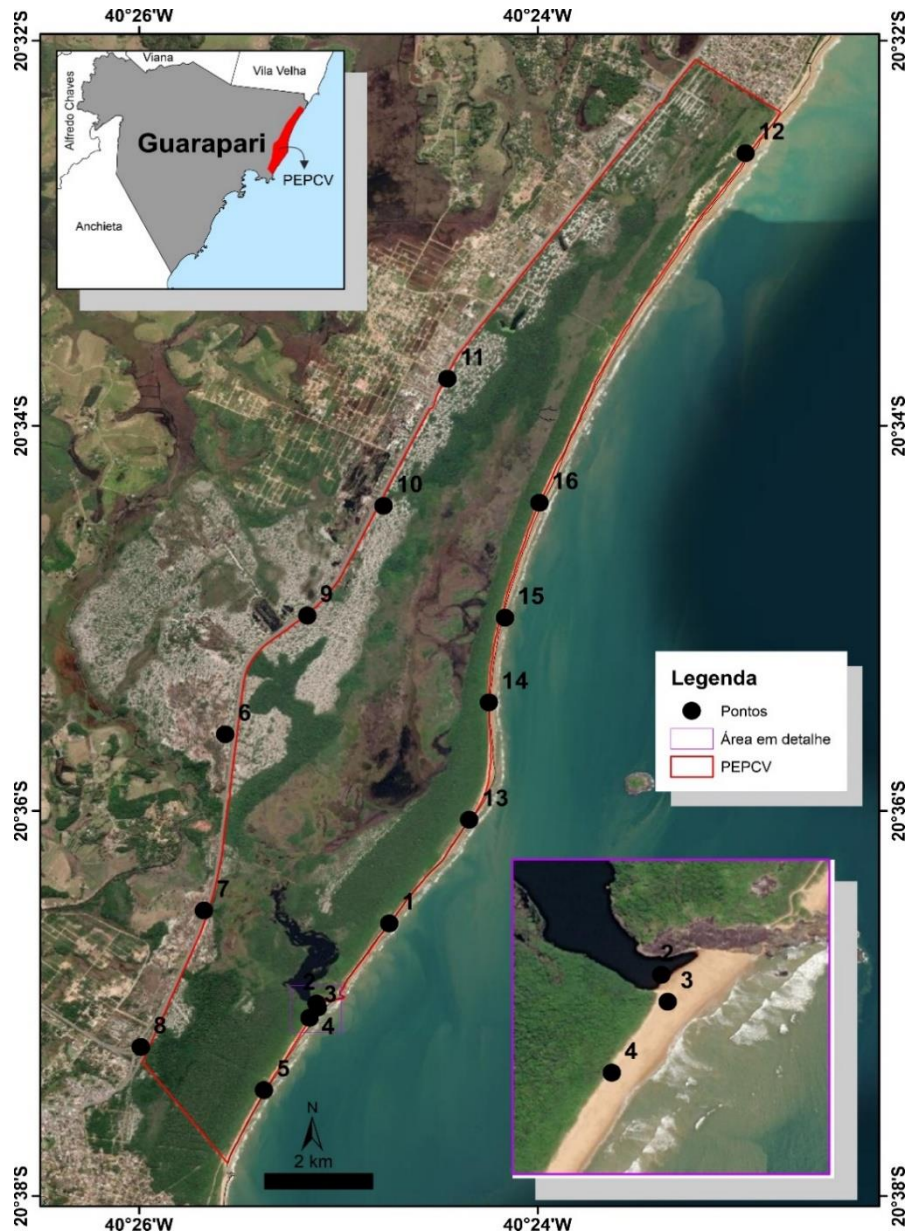 40°26'W
40°24'W
20°32'S
20°32'S
Viana
Vila Velha
Alfredo Chaves
Guarapari
PEPCV
Anchieta
12
11
20°34'S
20°34'S
10
16
9
15
Legenda
Pontos
Área em detalhe
PEPCV
14
6
13
20°36'S
20°36'S
7
1
2
3
4
8
5
2
3
4
N
2 km
20°38'S
20°38'S
40°26'W
40°24'W